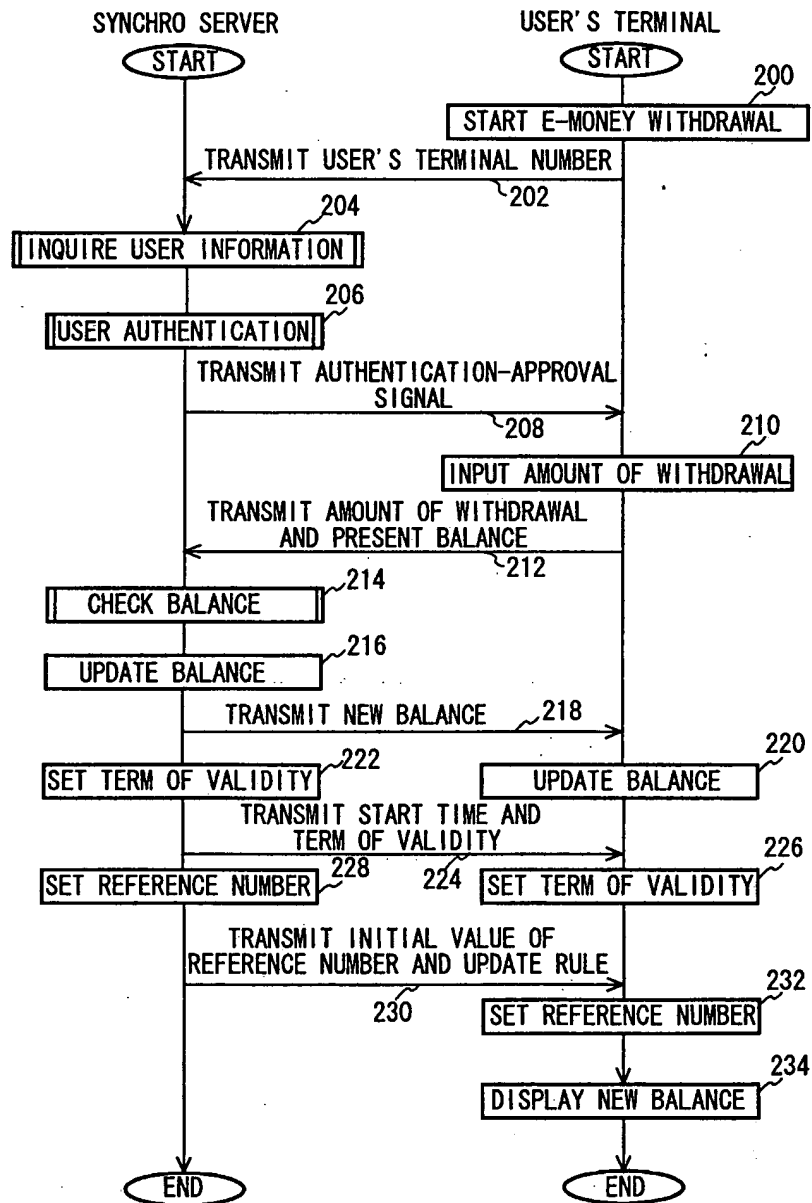 SYNCHRO SERVER
USER'S TERMINAL
START
START
200
START E-MONEY WITHDRAWAL
TRANSMIT USER'S TERMINAL NUMBER
202
204
INQUIRE USER INFORMATION
206
USER AUTHENTICATION
TRANSMIT AUTHENTICATION-APPROVAL
SIGNAL
208
210
INPUT AMOUNT OF WITHDRAWAL
TRANSMIT AMOUNT OF WITHDRAWAL
AND PRESENT BALANCE
212
214
CHECK BALANCE
216
UPDATE BALANCE
TRANSMIT NEW BALANCE
218
222
SET TERM OF VALIDITY
220
UPDATE BALANCE
TRANSMIT START TIME AND
TERM OF VALIDITY
224
228
SET REFERENCE NUMBER
226
SET TERM OF VALIDITY
TRANSMIT INITIAL VALUE OF
REFERENCE NUMBER AND UPDATE RULE
230
232
SET REFERENCE NUMBER
234
DISPLAY NEW BALANCE
END
END